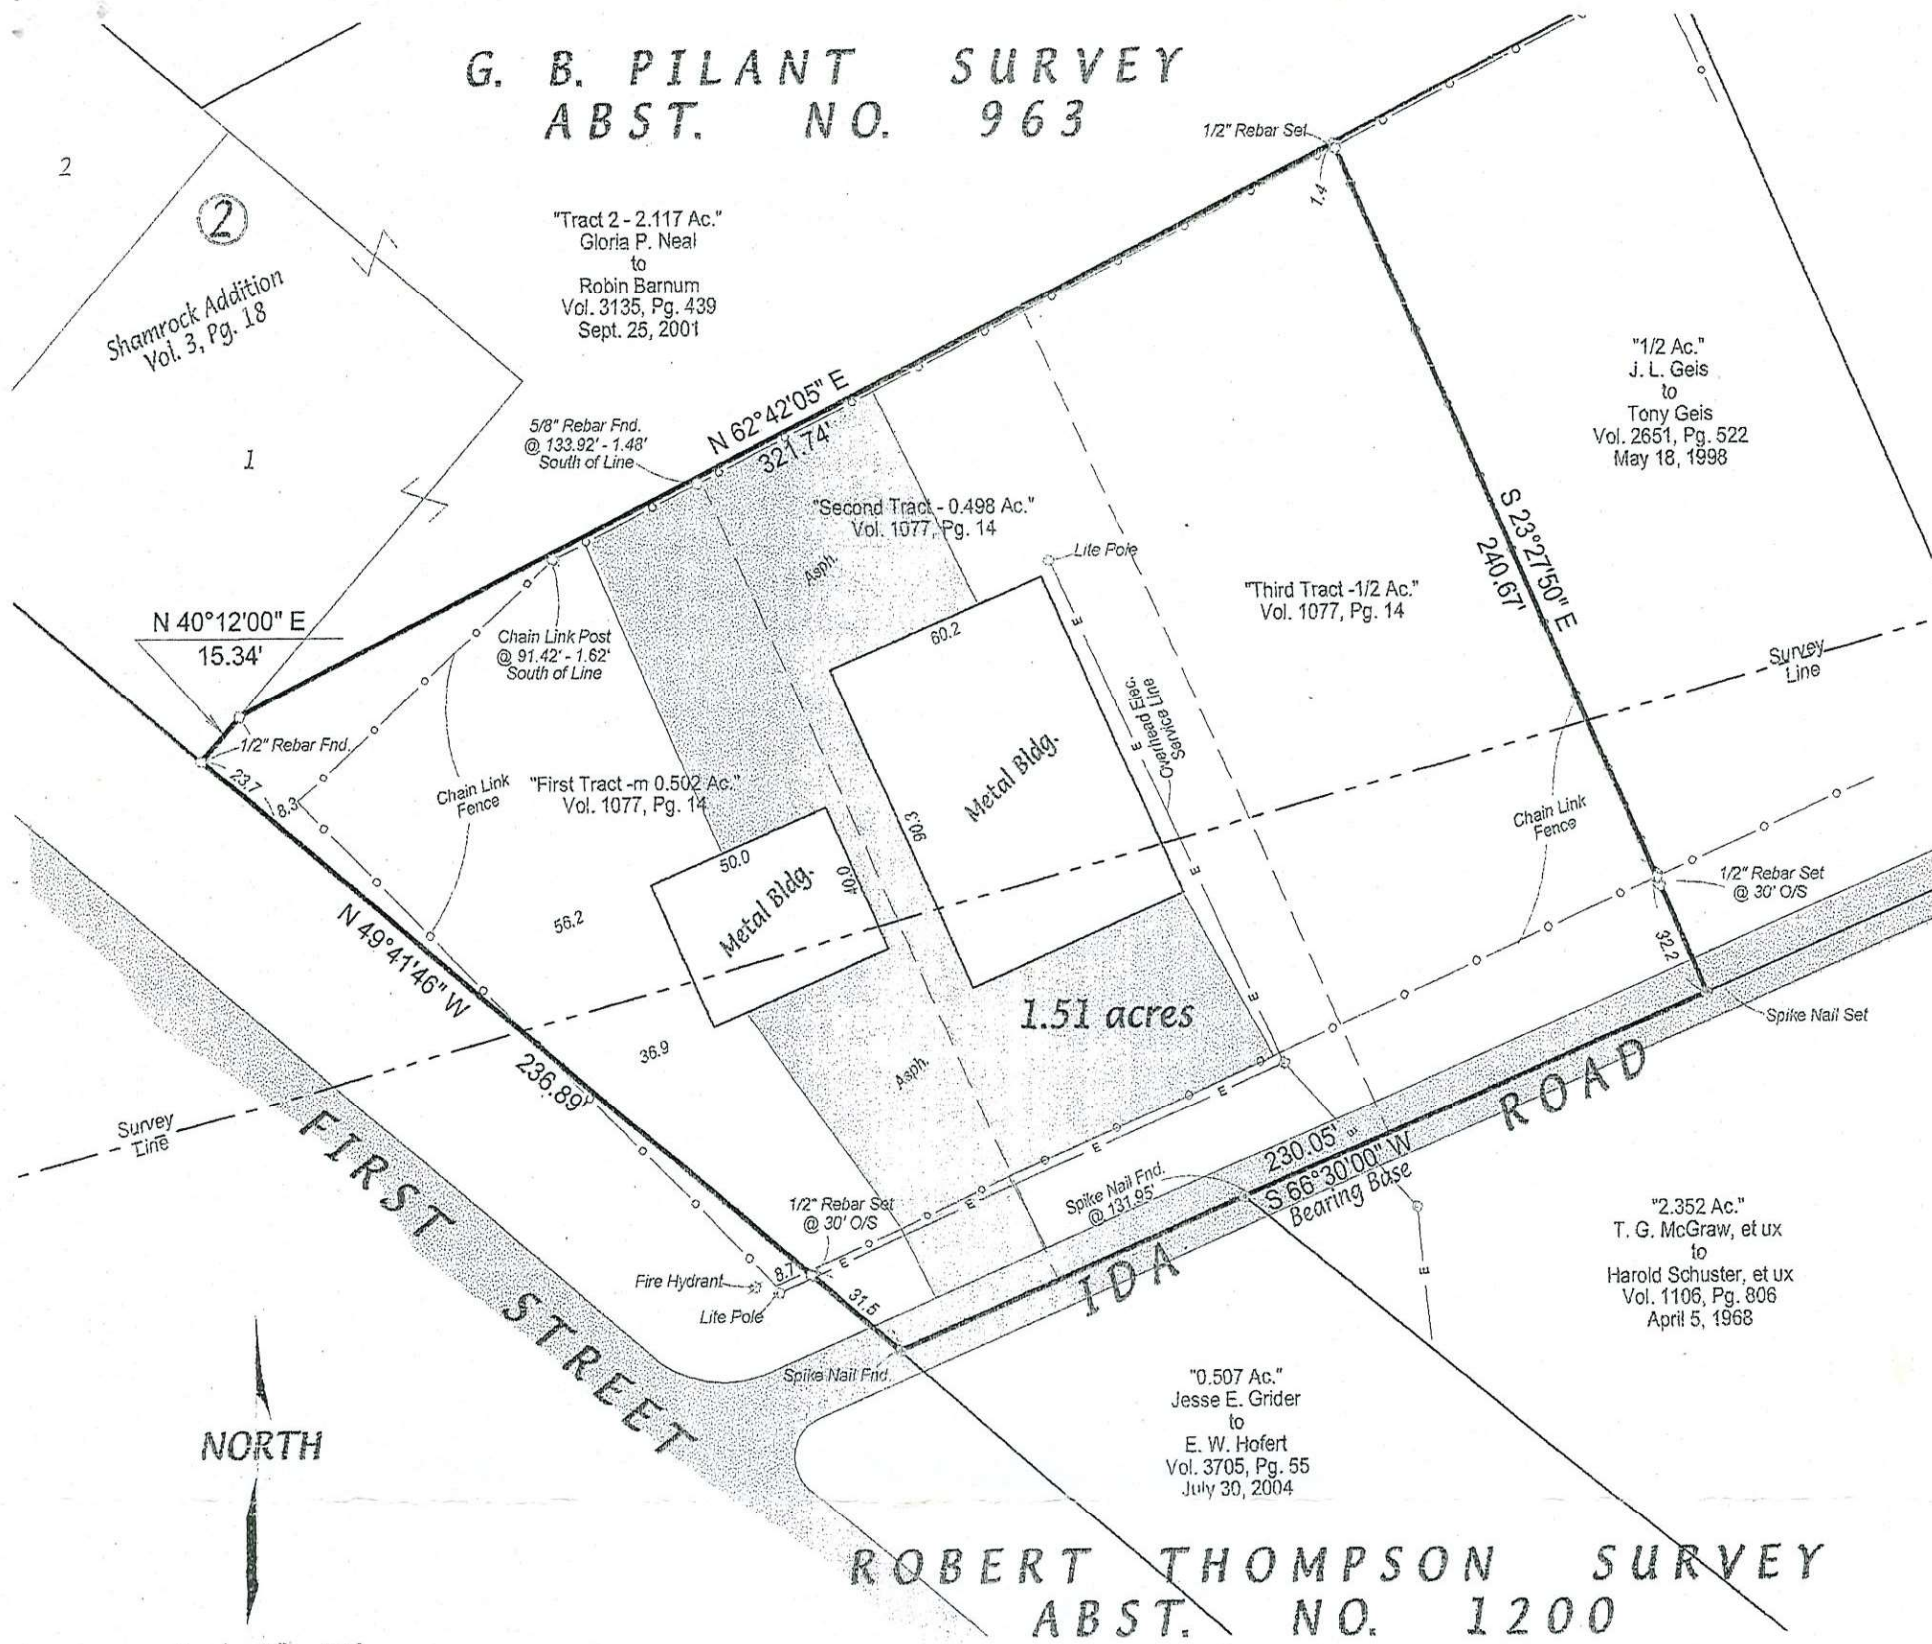 G. B. PILANT SURVEY
ABST. NO. 963
1/2" Rebar Set
1.4
2
2
Shamrock Addition
Vol. 3, Pg. 18
1
"Tract 2 - 2.117 Ac."
Gloria P. Neal
to
Robin Barnum
Vol. 3135, Pg. 439
Sept. 25, 2001
"1/2 Ac."
J. L. Geis
to
Tony Geis
Vol. 2651, Pg. 522
May 18, 1998
N 62°42'05" E
321.74'
5/8" Rebar Fnd.
@ 133.92' - 1.48'
South of Line
"Second Tract - 0.498 Ac."
Vol. 1077, Pg. 14
Asph.
Lite Pole
S 23°27'50" E
240.67'
"Third Tract -1/2 Ac."
Vol. 1077, Pg. 14
N 40°12'00" E
15.34'
Chain Link Post
@ 91.42' - 1.62'
South of Line
60.2
Survey
Line
E
Overhead Elec.
Service Line
E
1/2" Rebar Fnd.
23.7
8.3
Chain Link
Fence
"First Tract -m 0.502 Ac."
Vol. 1077, Pg. 14
Metal Bldg.
90.3
Chain Link
Fence
50.0
40.0
Metal Bldg.
E
1/2" Rebar Set
@ 30' O/S
56.2
32.2
N 49°41'46" W
236.89'
36.9
E
1.51 acres
Spike Nail Set
Asph.
E
E
E
E
E
Survey
Line
FIRST STREET
IDA ROAD
230.05'
S 66°30'00" W
Bearing Base
Spike Nail Fnd.
@ 131.95'
1/2" Rebar Set
@ 30' O/S
Fire Hydrant
8.7
31.5
Lite Pole
Spike Nail Fnd.
"2.352 Ac."
T. G. McGraw, et ux
to
Harold Schuster, et ux
Vol. 1106, Pg. 806
April 5, 1968
E
"0.507 Ac."
Jesse E. Grider
to
E. W. Hofert
Vol. 3705, Pg. 55
July 30, 2004
NORTH
ROBERT THOMPSON SURVEY
ABST. NO. 1200